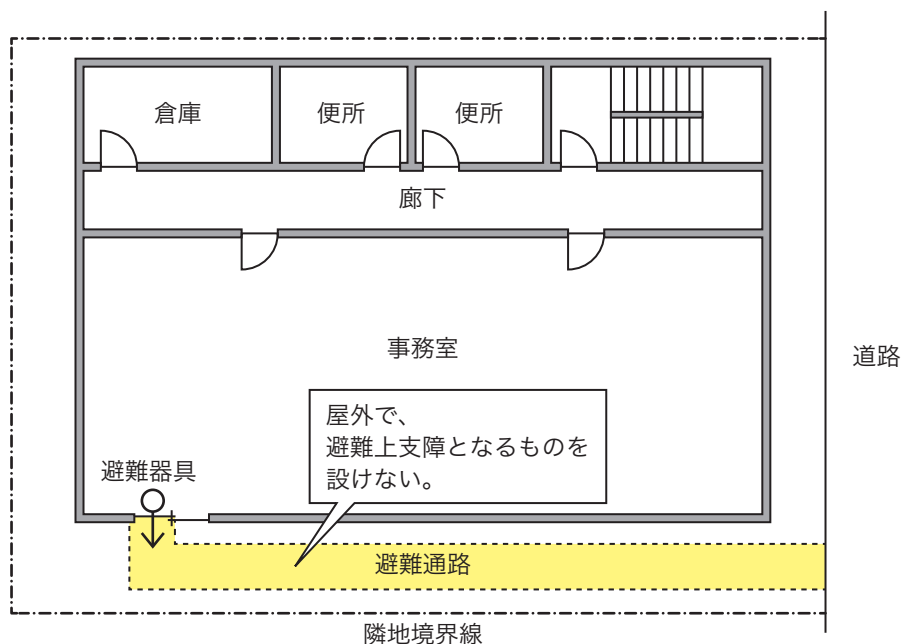 倉庫
便所
便所
廊下
事務室
道路
屋外で、
避難上支障となるものを
設けない。
避難器具
避難通路
隣地境界線